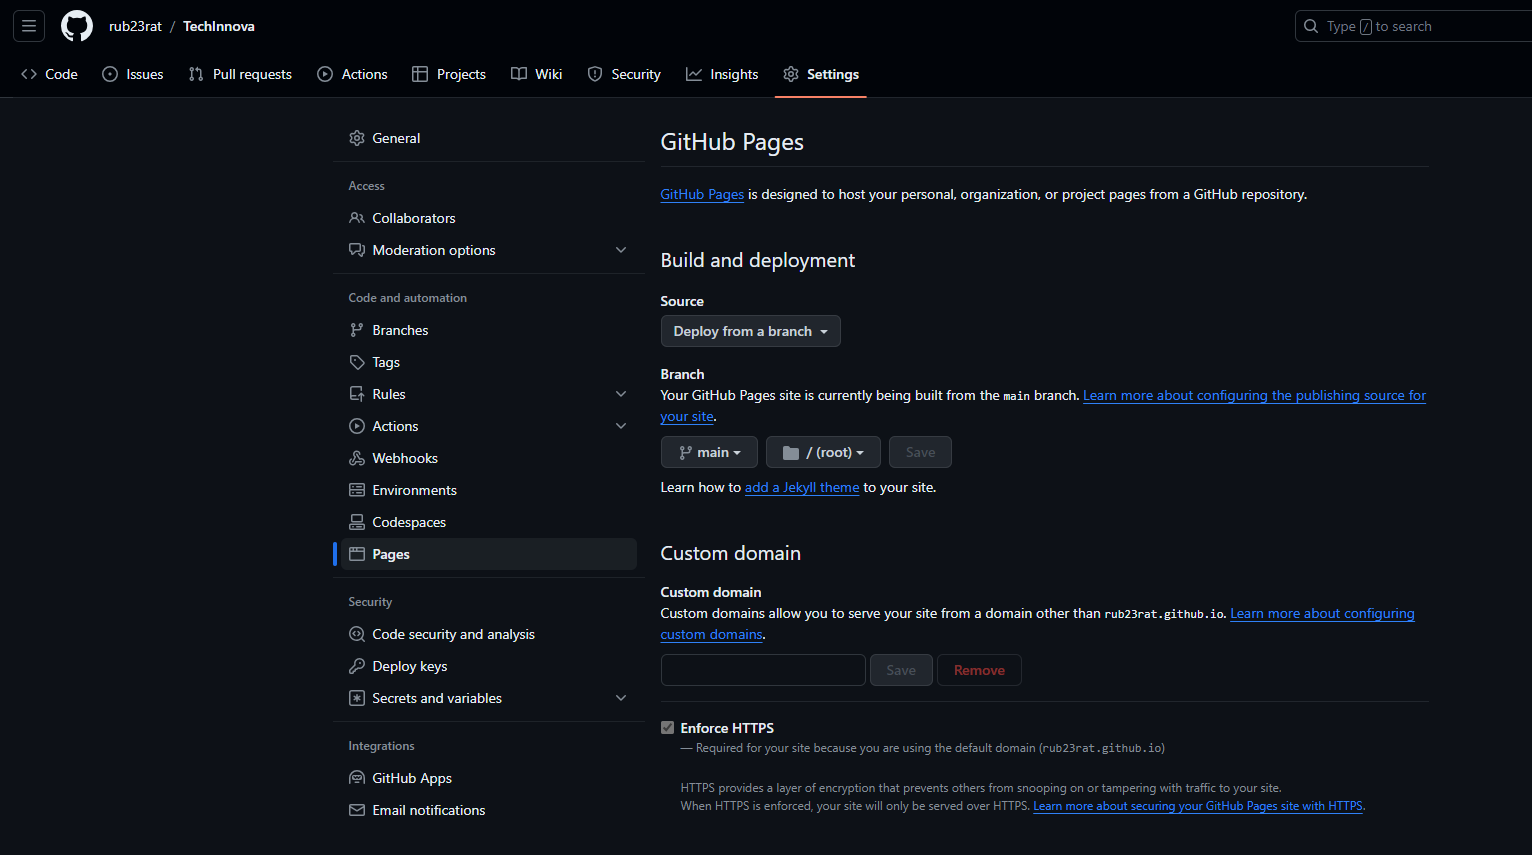 rub23rat / TechInnova
Type / to search
Code
Issues
Pull requests
Actions
Projects
Wiki
Security
Insights
Settings
General
Access
Collaborators
Moderation options
Code and automation
Branches
Tags
Rules
Actions
Webhooks
Environments
Codespaces
Pages
Security
Code security and analysis
Deploy keys
Secrets and variables
Integrations
GitHub Apps
Email notifications
GitHub Pages
GitHub Pages is designed to host your personal, organization, or project pages from a GitHub repository.
Build and deployment
Source
Deploy from a branch
Branch
Your GitHub Pages site is currently being built from the main branch. Learn more about configuring the publishing source for
your site.
main
/ (root)
Save
Learn how to add a Jekyll theme to your site.
Custom domain
Custom domain
Custom domains allow you to serve your site from a domain other than rub23rat.github.io. Learn more about configuring
custom domains.
Save
Remove
Enforce HTTPS
— Required for your site because you are using the default domain (rub23rat.github.io)
HTTPS provides a layer of encryption that prevents others from snooping on or tampering with traffic to your site.
When HTTPS is enforced, your site will only be served over HTTPS. Learn more about securing your GitHub Pages site with HTTPS.